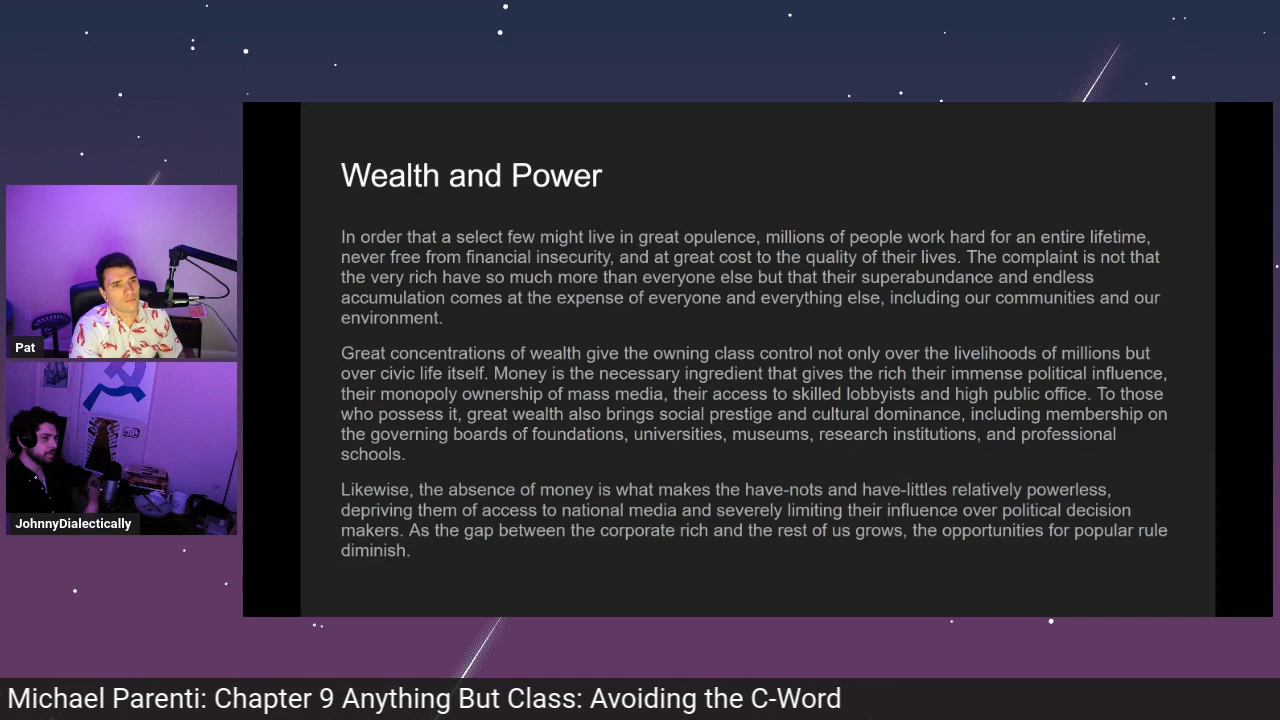 Wealth and Power
In order that a select few might live in great opulence, millions of people work hard for an entire lifetime,
never free from financial insecurity, and at great cost to the quality of their lives. The complaint is not that
the very rich have so much more than everyone else but that their superabundance and endless
accumulation comes at the expense of everyone and everything else, including our communities and our
environment.
Great concentrations of wealth give the owning class control not only over the livelihoods of millions but
over civic life itself. Money is the necessary ingredient that gives the rich their immense political influence,
their monopoly ownership of mass media, their access to skilled lobbyists and high public office. To those
who possess it, great wealth also brings social prestige and cultural dominance, including membership on
the governing boards of foundations, universities, museums, research institutions, and professional
schools.
Likewise, the absence of money is what makes the have-nots and have-littles relatively powerless,
depriving them of access to national media and severely limiting their influence over political decision
makers. As the gap between the corporate rich and the rest of us grows, the opportunities for popular rule
diminish.
Pat
JohnnyDialectically
Michael Parenti: Chapter 9 Anything But Class: Avoiding the C-Word